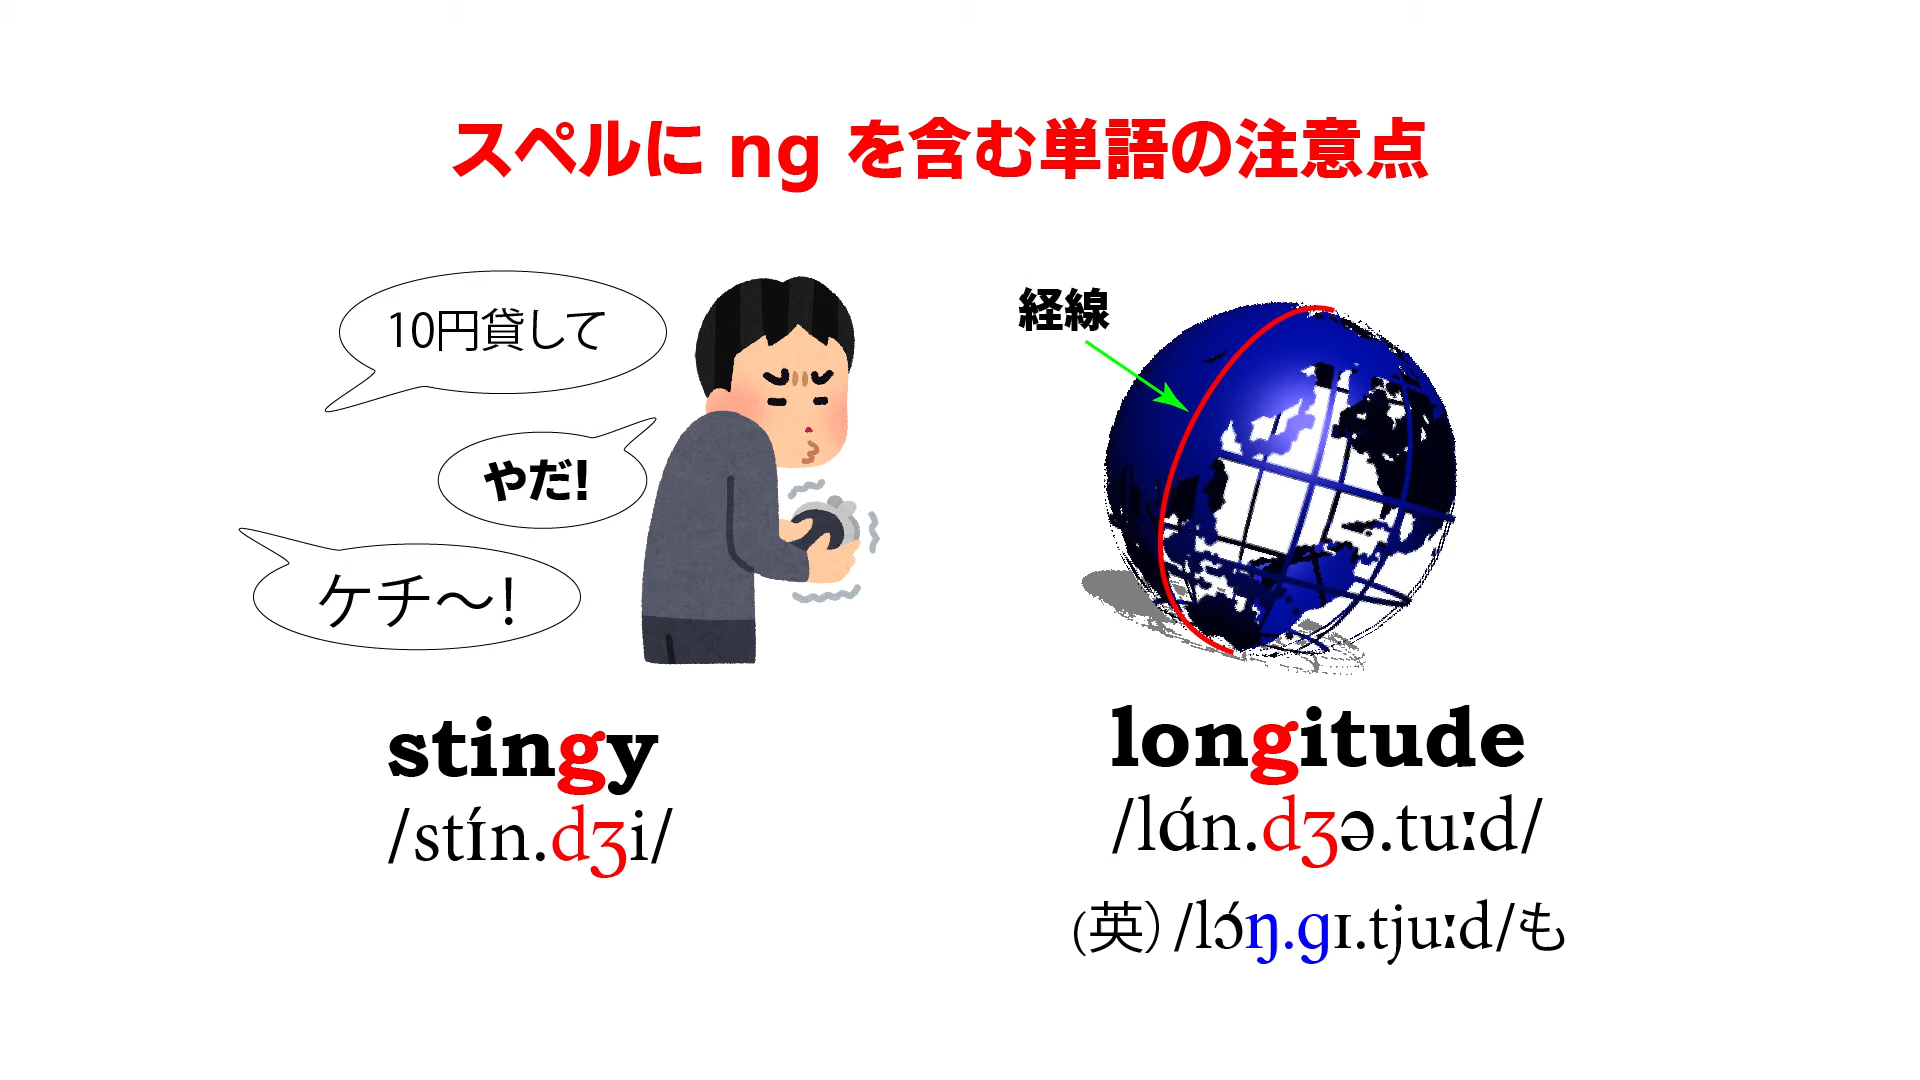 スペルに ng を含む単語の注意点
10円貸して
やだ!
ケチ〜!
経線
stingy
/stɪ́n.dʒi/
longitude
/lɑ́n.dʒə.tuːd/
(英）/lɔ́ŋ.gɪ.tjuːd/も